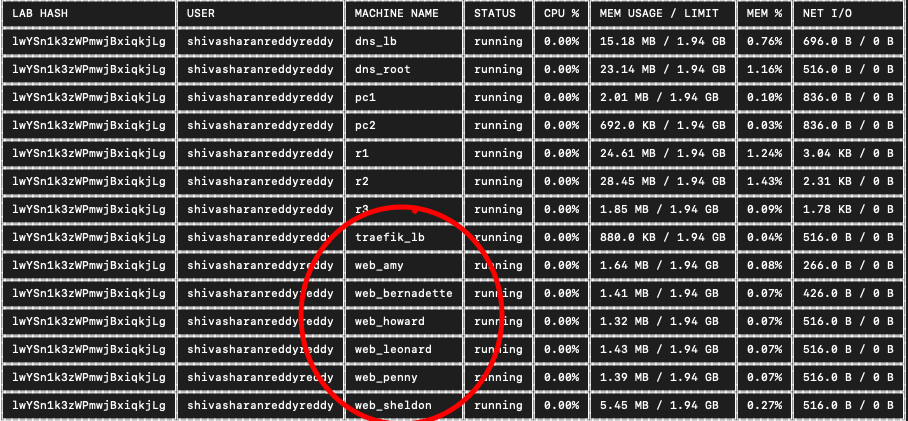 LAB HASH USER MACHINE NAME STATUS CPU % MEM USAGE / LIMIT MEM % NET I/O
lwYSn1k3zWPmwjBxiqkjLg shivasharanreddyreddy dns_lb running 0.00% 15.18 MB / 1.94 GB 0.76% 696.0 B / 0 B
lwYSn1k3zWPmwjBxiqkjLg shivasharanreddyreddy dns_root running 0.00% 23.14 MB / 1.94 GB 1.16% 516.0 B / 0 B
lwYSn1k3zWPmwjBxiqkjLg shivasharanreddyreddy pc1 running 0.00% 2.01 MB / 1.94 GB 0.10% 836.0 B / 0 B
lwYSn1k3zWPmwjBxiqkjLg shivasharanreddyreddy pc2 running 0.00% 692.0 KB / 1.94 GB 0.03% 836.0 B / 0 B
lwYSn1k3zWPmwjBxiqkjLg shivasharanreddyreddy r1 running 0.00% 24.61 MB / 1.94 GB 1.24% 3.04 KB / 0 B
lwYSn1k3zWPmwjBxiqkjLg shivasharanreddyreddy r2 running 0.00% 28.45 MB / 1.94 GB 1.43% 2.31 KB / 0 B
lwYSn1k3zWPmwjBxiqkjLg shivasharanreddyreddy r3 running 0.00% 1.85 MB / 1.94 GB 0.09% 1.78 KB / 0 B
lwYSn1k3zWPmwjBxiqkjLg shivasharanreddyreddy traefik_lb running 0.00% 880.0 KB / 1.94 GB 0.04% 516.0 B / 0 B
lwYSn1k3zWPmwjBxiqkjLg shivasharanreddyreddy web_amy running 0.00% 1.64 MB / 1.94 GB 0.08% 266.0 B / 0 B
lwYSn1k3zWPmwjBxiqkjLg shivasharanreddyreddy web_bernadette running 0.00% 1.41 MB / 1.94 GB 0.07% 426.0 B / 0 B
lwYSn1k3zWPmwjBxiqkjLg shivasharanreddyreddy web_howard running 0.00% 1.32 MB / 1.94 GB 0.07% 516.0 B / 0 B
lwYSn1k3zWPmwjBxiqkjLg shivasharanreddyreddy web_leonard running 0.00% 1.43 MB / 1.94 GB 0.07% 516.0 B / 0 B
lwYSn1k3zWPmwjBxiqkjLg shivasharanreddyreddy web_penny running 0.00% 1.39 MB / 1.94 GB 0.07% 516.0 B / 0 B
lwYSn1k3zWPmwjBxiqkjLg shivasharanreddyreddy web_sheldon running 0.00% 5.45 MB / 1.94 GB 0.27% 516.0 B / 0 B